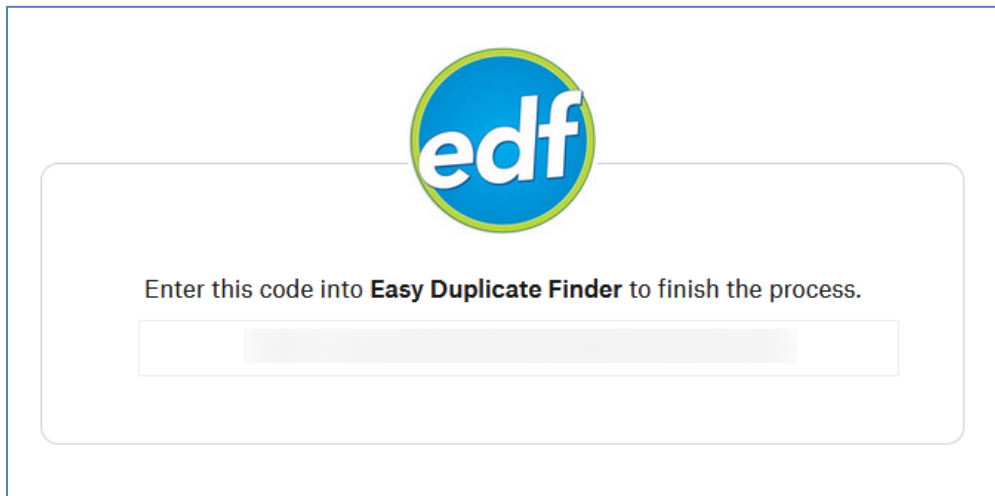 edf
Enter this code into Easy Duplicate Finder to finish the process.